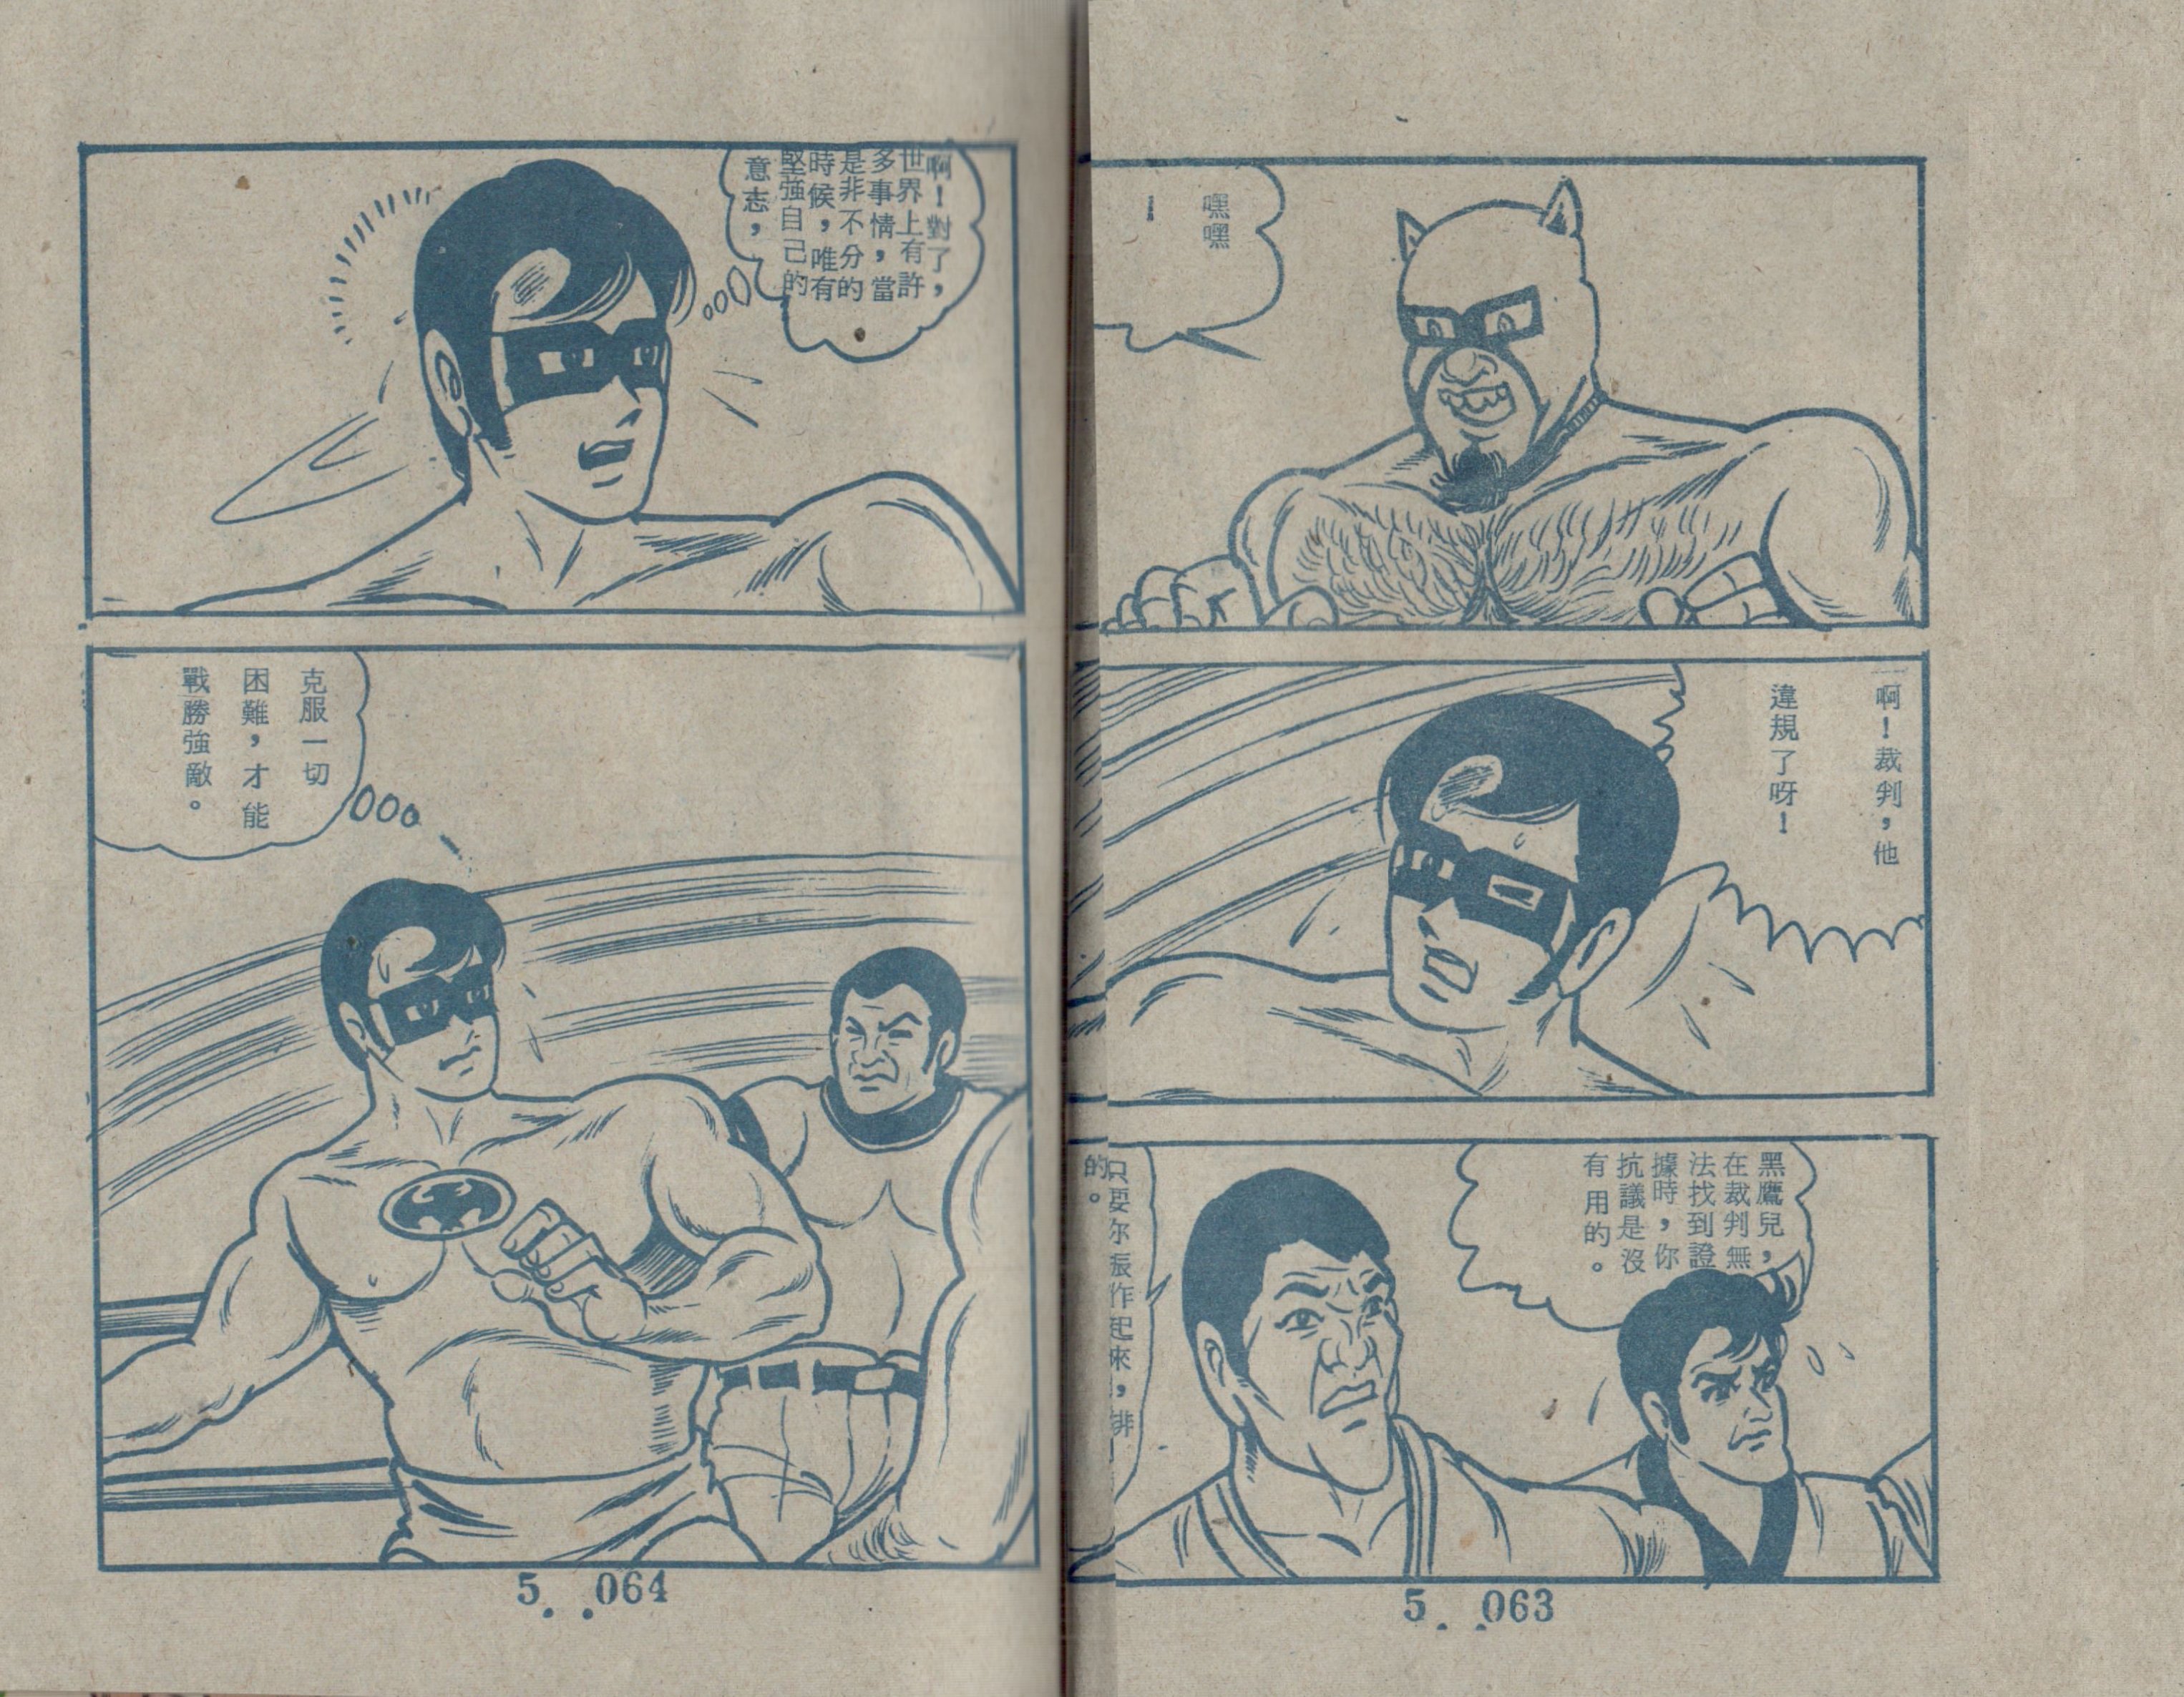 嘿嘿
!
啊！裁判，他
違規了呀！
黑鷹兒，
在裁判無
法找到證
據時，你
抗議是沒
有用的。
只要你振作起來，排
的。
5..063
啊！對了，
世界上有許
多事情，當
是非不分的
時候，唯有
堅強自己的
意志，
克服一切
困難，才能
戰勝強敵。
5..064